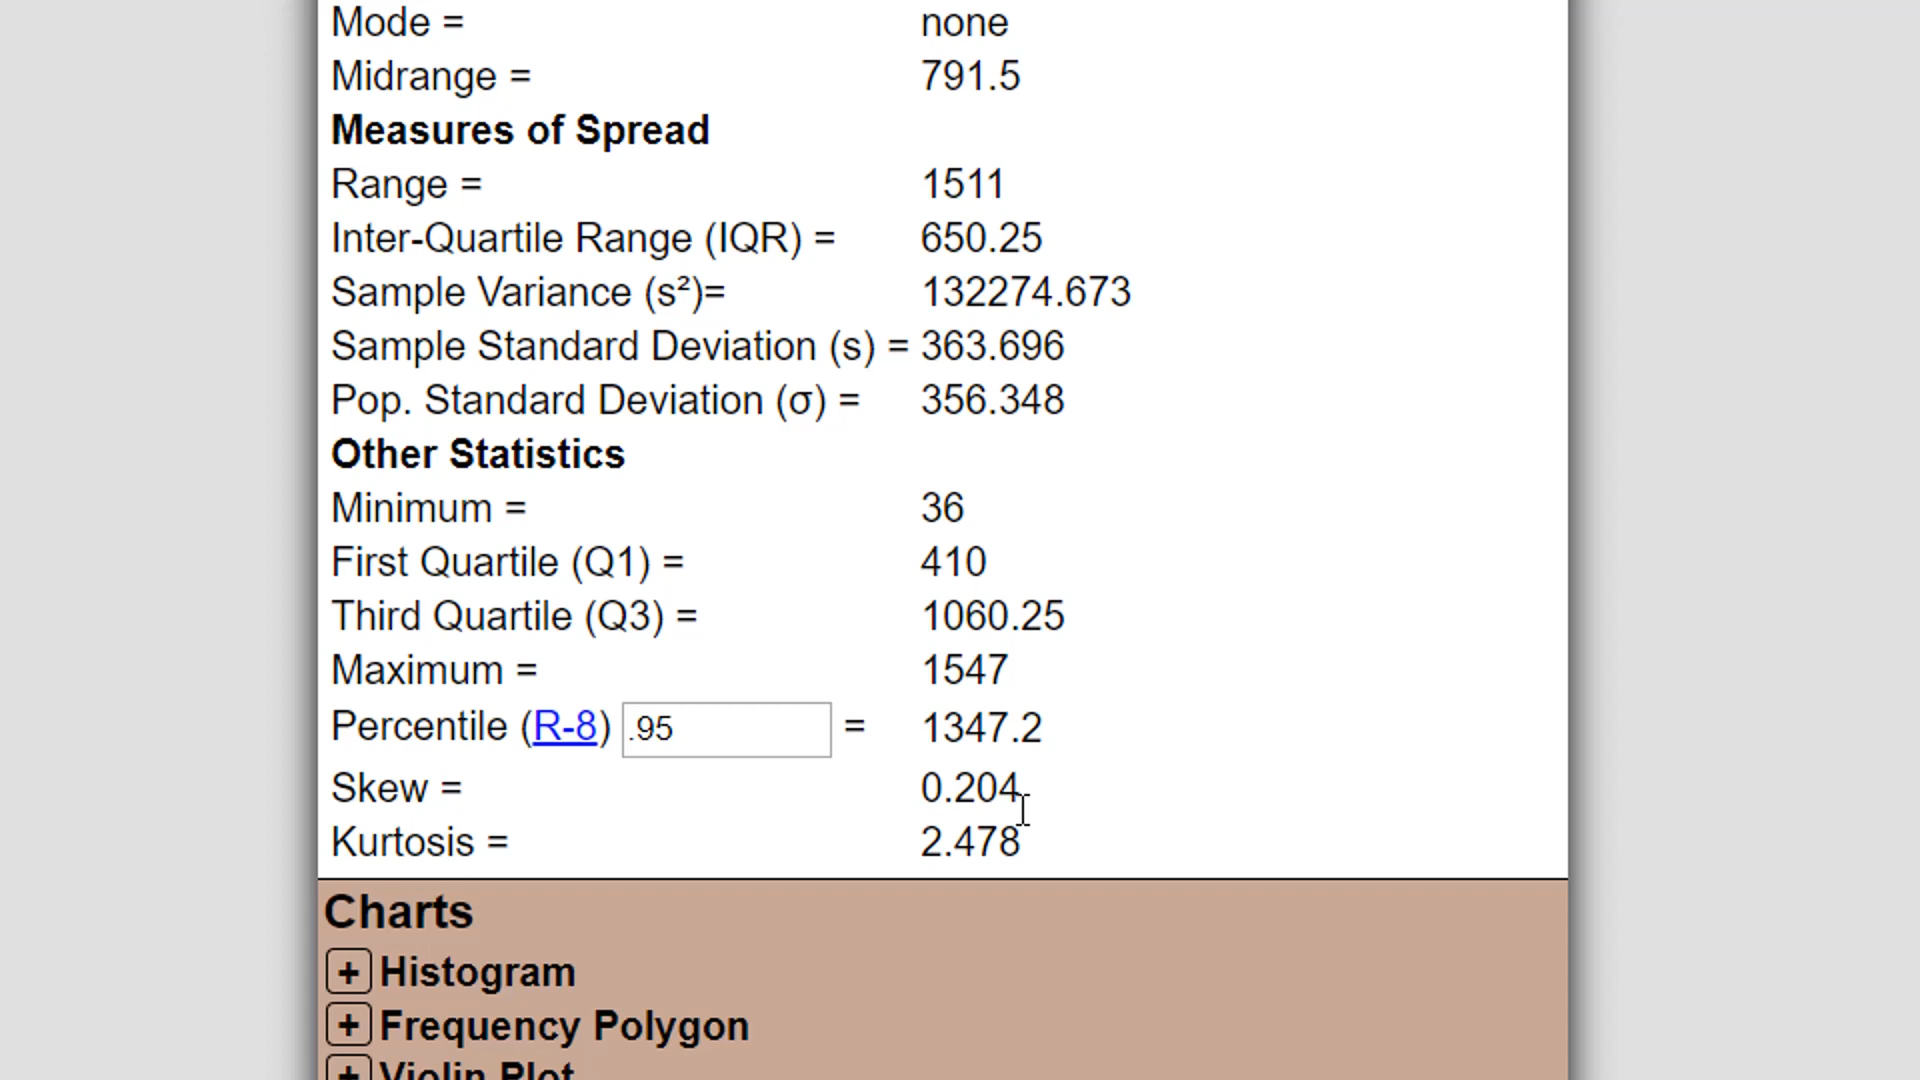 Mode = none
Midrange = 791.5
Measures of Spread
Range = 1511
Inter-Quartile Range (IQR) = 650.25
Sample Variance (s²)= 132274.673
Sample Standard Deviation (s) = 363.696
Pop. Standard Deviation (σ) = 356.348
Other Statistics
Minimum = 36
First Quartile (Q1) = 410
Third Quartile (Q3) = 1060.25
Maximum = 1547
Percentile (R-8) .95 = 1347.2
Skew = 0.204
Kurtosis = 2.478
Charts
+ Histogram
+ Frequency Polygon
+ Violin Plot